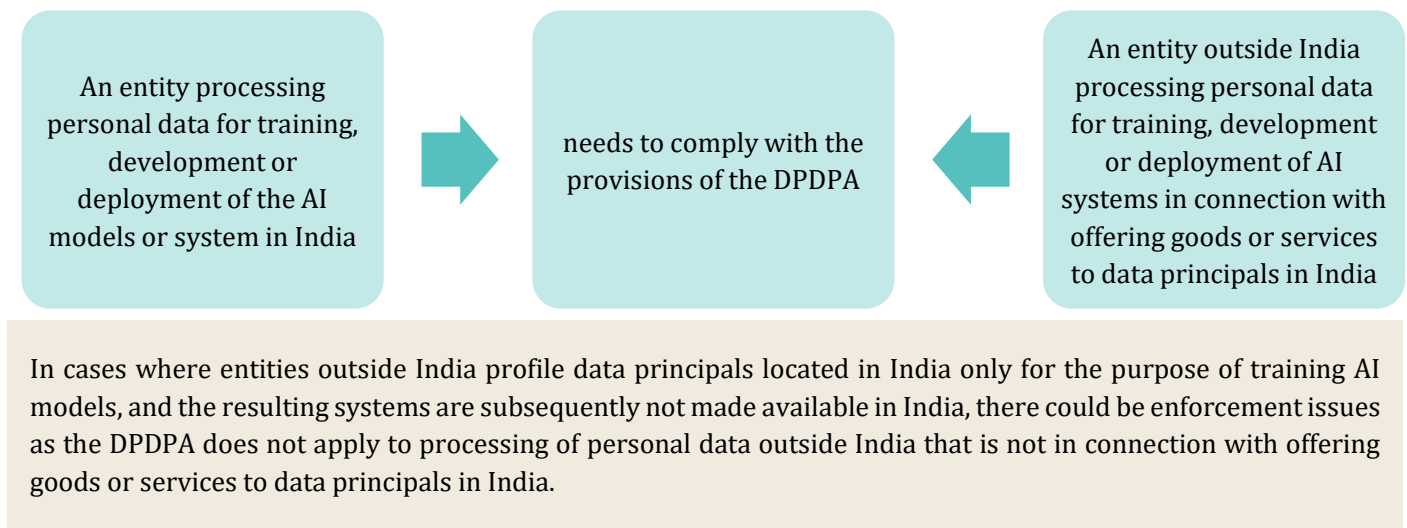 An entity processing
personal data for training,
development or
deployment of the AI
models or system in India
needs to comply with the
provisions of the DPDPA
An entity outside India
processing personal data
for training, development
or deployment of AI
systems in connection with
offering goods or services
to data principals in India
In cases where entities outside India profile data principals located in India only for the purpose of training AI
models, and the resulting systems are subsequently not made available in India, there could be enforcement issues
as the DPDPA does not apply to processing of personal data outside India that is not in connection with offering
goods or services to data principals in India.